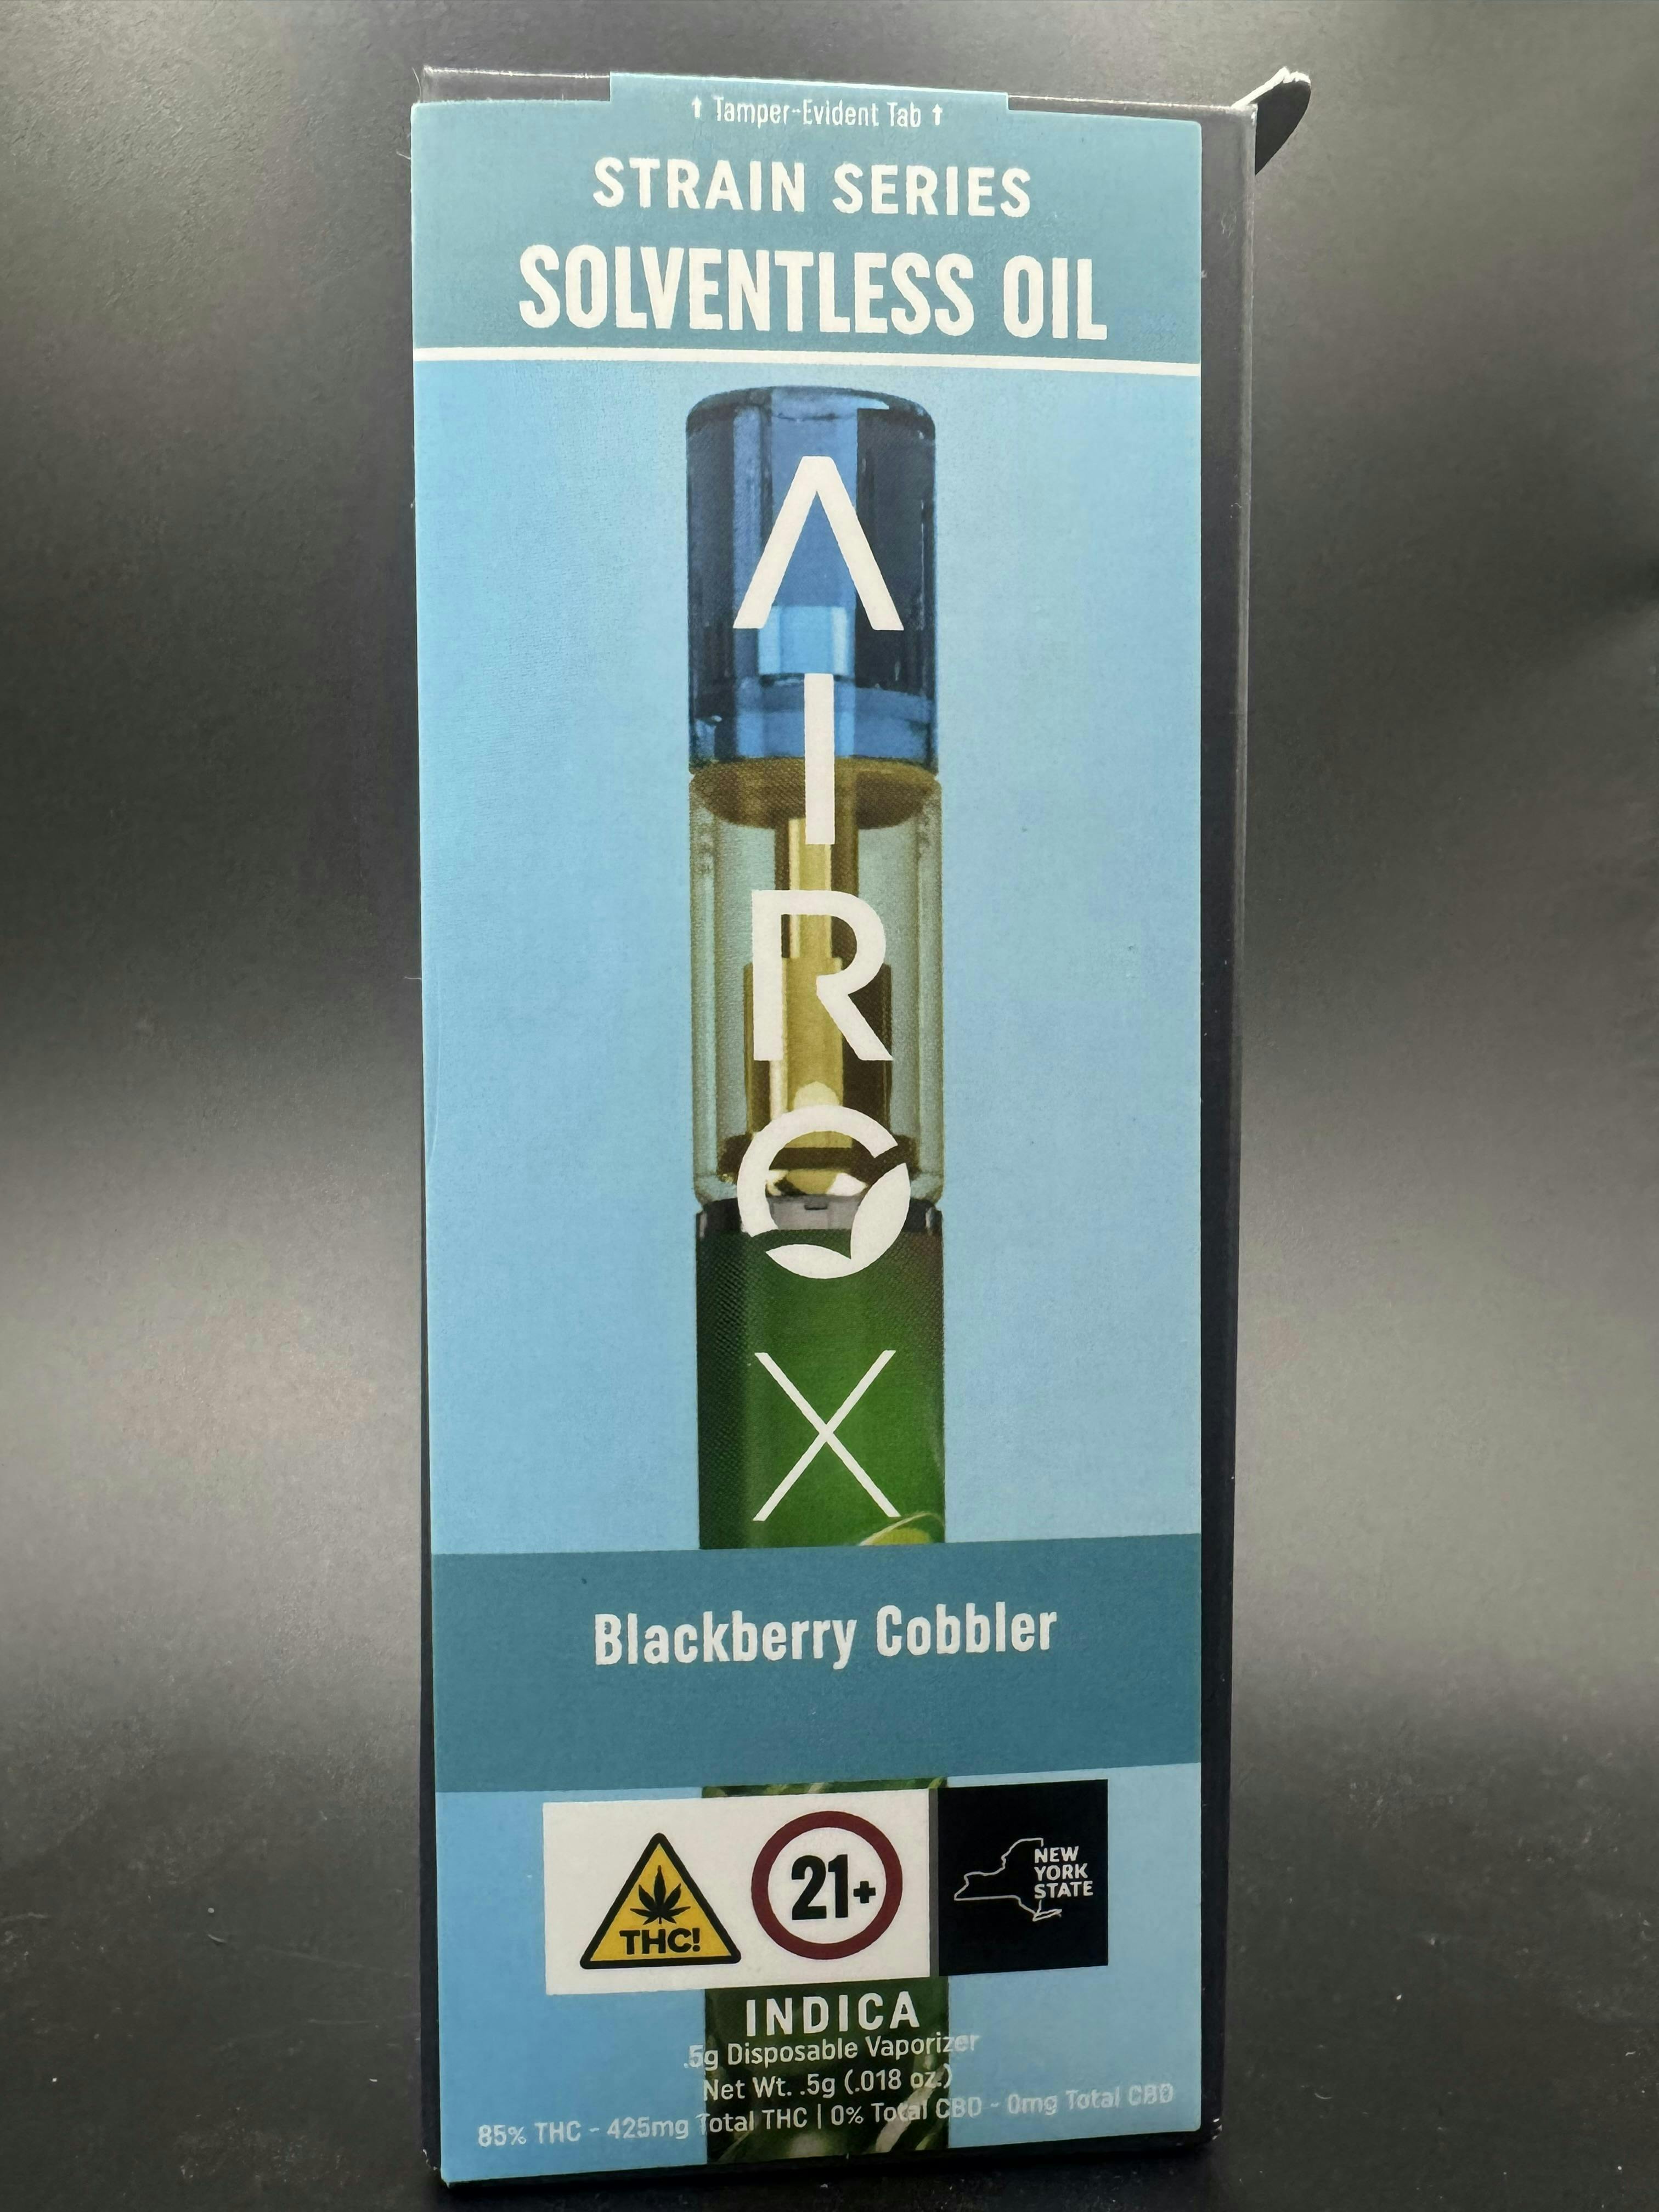 ↑ Tamper-Evident Tab ↑
STRAIN SERIES
SOLVENTLESS OIL
AIRO
X
Blackberry Cobbler
THC!
21+
NEW
YORK
STATE
INDICA
.5g Disposable Vaporizer
Net Wt. .5g (.018 oz.)
85% THC - 425mg Total THC | 0% Total CBD - 0mg Total CBD